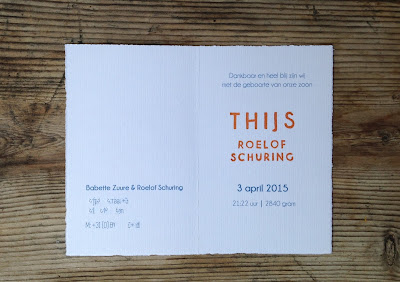 Babette Zuure & Roelof Schuring
Dankbaar en heel blij zijn wij
met de geboorte van onze zoon
THIJS
ROELOF
SCHURING
3 april 2015
21:22 uur | 2840 gram